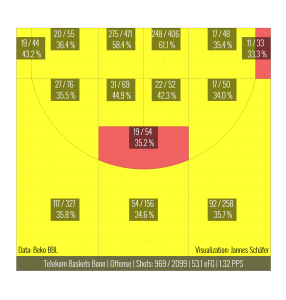 20 / 55
36.4 %
275 / 471
58.4 %
248 / 406
61.1 %
17 / 48
35.4 %
19 / 44
43.2 %
11 / 33
33.3 %
27 / 76
35.5 %
31 / 69
44.9 %
22 / 52
42.3 %
17 / 50
34.0 %
19 / 54
35.2 %
117 / 327
35.8 %
54 / 156
34.6 %
92 / 258
35.7 %
Data: Beko BBL
Visualization: Jannes Schäfer
Telekom Baskets Bonn | Offense | Shots: 969 / 2099 | 53.1 eFG | 1.32 PPS